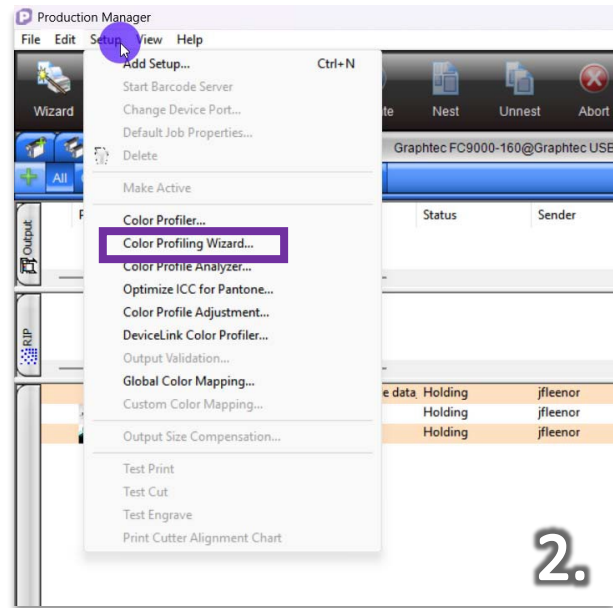 Production Manager
File Edit Setup View Help
Add Setup... Ctrl+N
Start Barcode Server
Change Device Port...
Default Job Properties...
Delete
Make Active
Color Profiler...
Color Profiling Wizard...
Color Profile Analyzer...
Optimize ICC for Pantone...
Color Profile Adjustment...
DeviceLink Color Profiler...
Output Validation...
Global Color Mapping...
Custom Color Mapping...
Output Size Compensation...
Test Print
Test Cut
Test Engrave
Print Cutter Alignment Chart
Wizard Nest Unnest Abort
Graphtec FC9000-160@Graphtec USB
All
Status Sender
Output
RIP
e data, Holding jfleenor
Holding jfleenor
Holding jfleenor
2.